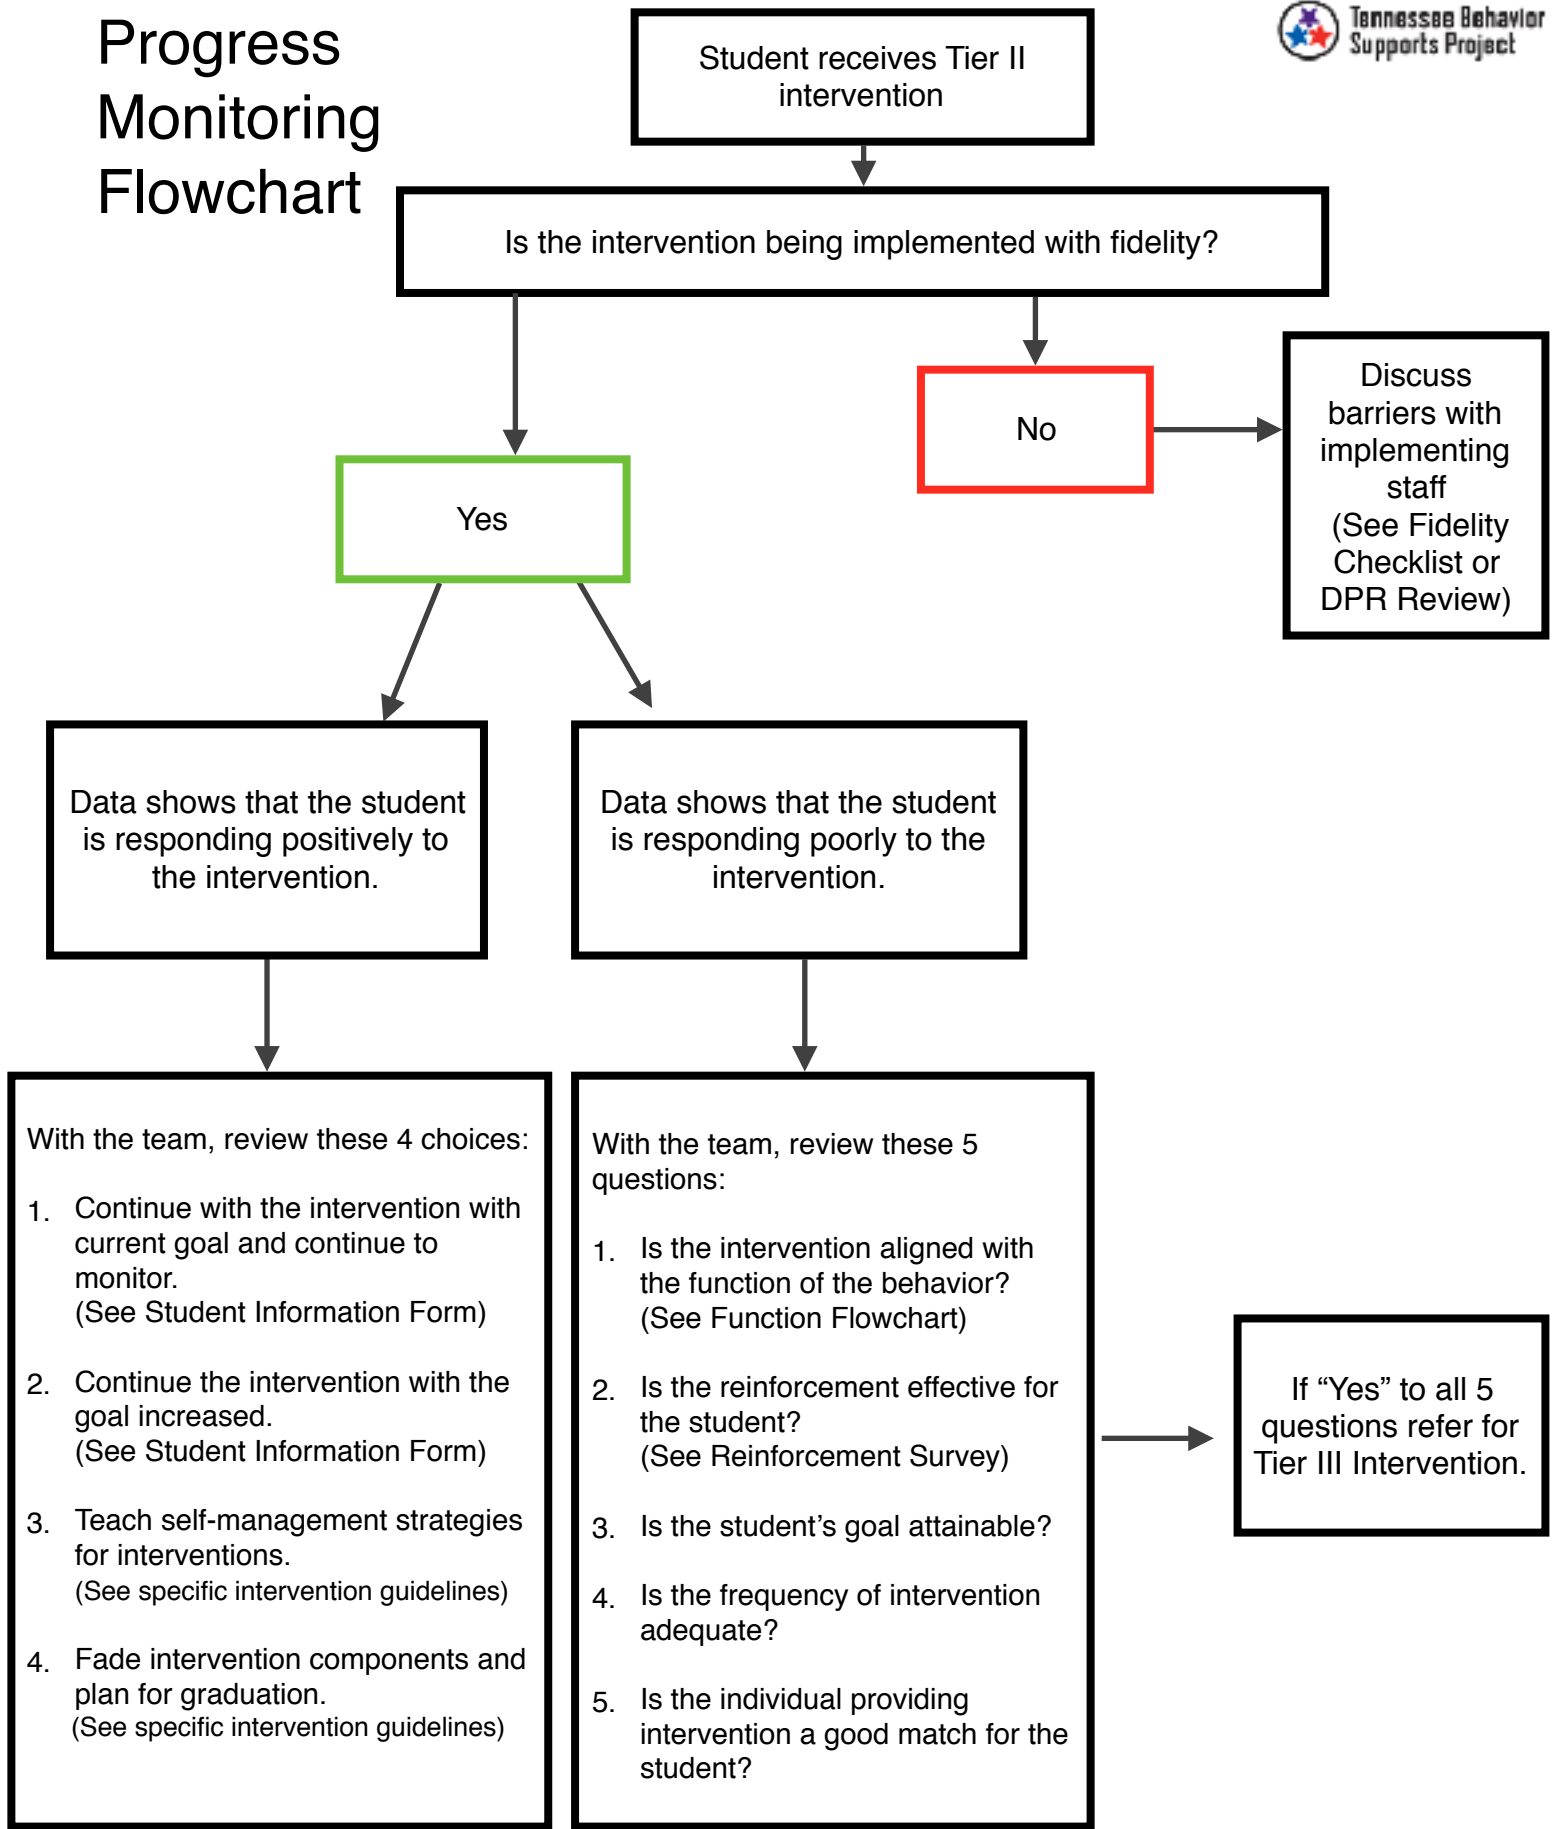 Progress
Monitoring
Flowchart
Tennessee Behavior
Supports Project
Student receives Tier II
intervention
Is the intervention being implemented with fidelity?
No
Discuss
barriers with
implementing
staff
(See Fidelity
Checklist or
DPR Review)
Yes
Data shows that the student
is responding positively to
the intervention.
Data shows that the student
is responding poorly to the
intervention.
With the team, review these 4 choices:
1. Continue with the intervention with
current goal and continue to
monitor.
(See Student Information Form)
2. Continue the intervention with the
goal increased.
(See Student Information Form)
3. Teach self-management strategies
for interventions.
(See specific intervention guidelines)
4. Fade intervention components and
plan for graduation.
(See specific intervention guidelines)
With the team, review these 5
questions:
1. Is the intervention aligned with
the function of the behavior?
(See Function Flowchart)
2. Is the reinforcement effective for
the student?
(See Reinforcement Survey)
3. Is the student’s goal attainable?
4. Is the frequency of intervention
adequate?
5. Is the individual providing
intervention a good match for the
student?
If “Yes” to all 5
questions refer for
Tier III Intervention.